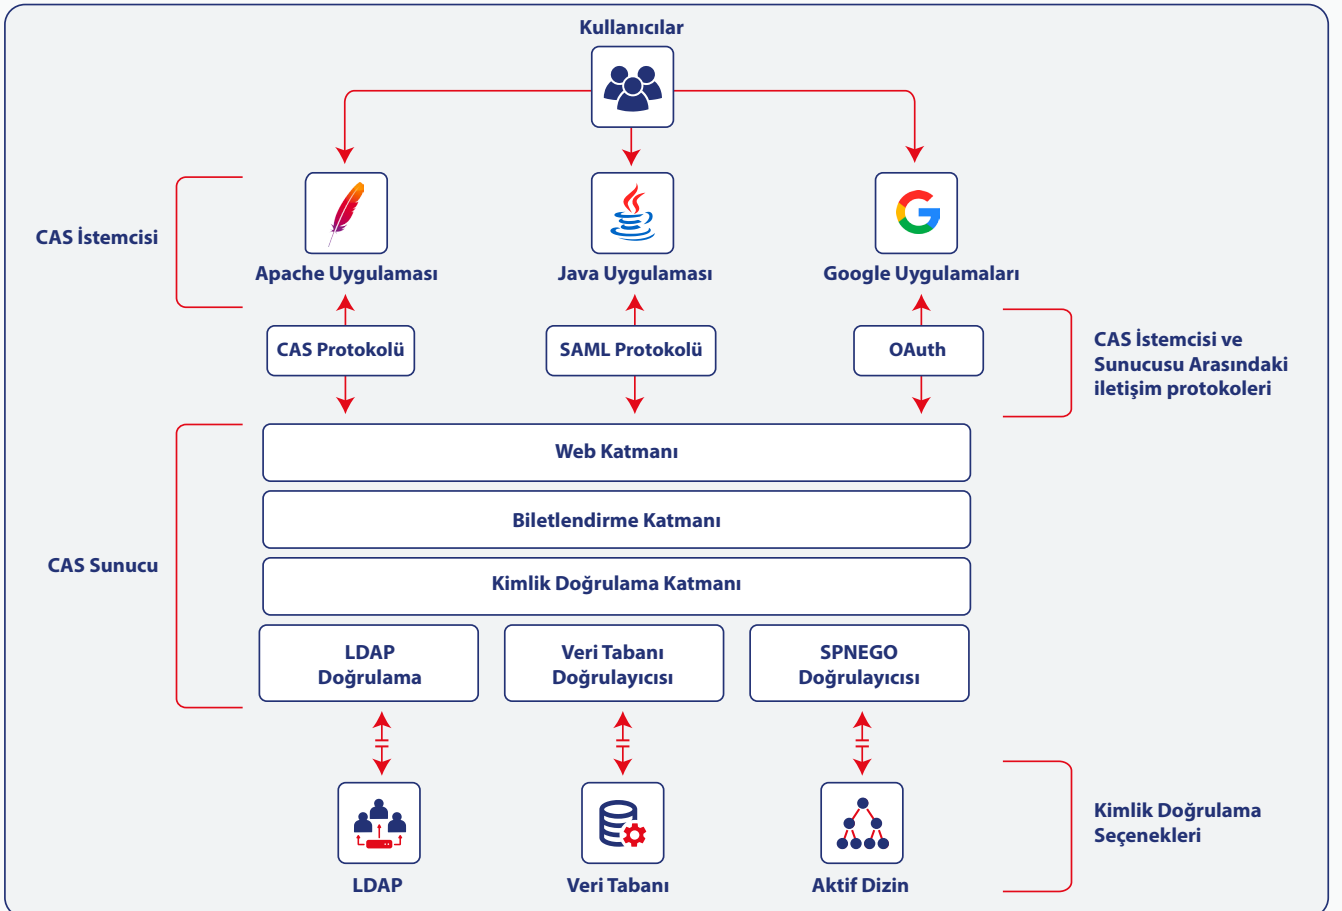 Kullanıcılar
CAS İstemcisi
Apache Uygulaması
Java Uygulaması
Google Uygulamaları
CAS Protokolü
SAML Protokolü
OAuth
CAS İstemcisi ve
Sunucusu Arasındaki
iletişim protokoleri
Web Katmanı
Biletlendirme Katmanı
Kimlik Doğrulama Katmanı
CAS Sunucu
LDAP
Doğrulama
Veri Tabanı
Doğrulayıcısı
SPNEGO
Doğrulayıcısı
LDAP
Veri Tabanı
Aktif Dizin
Kimlik Doğrulama
Seçenekleri